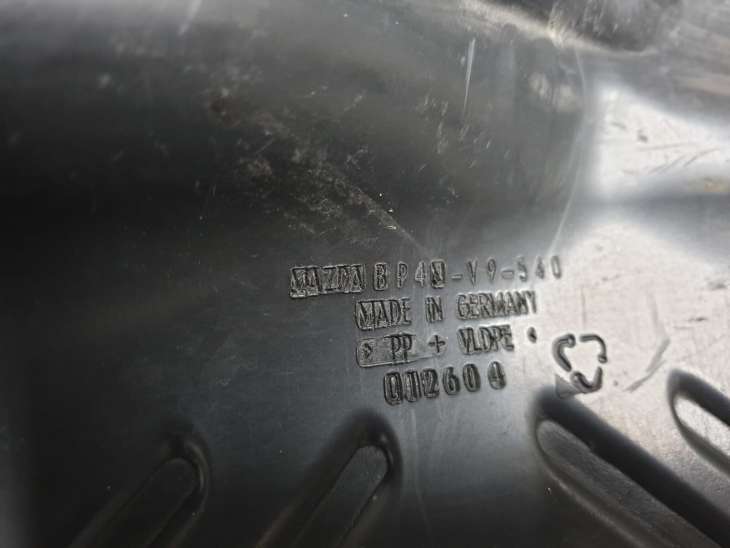 MAZDA BP4N-V9-540
MADE IN GERMANY
> PP + VLDPE <
012604